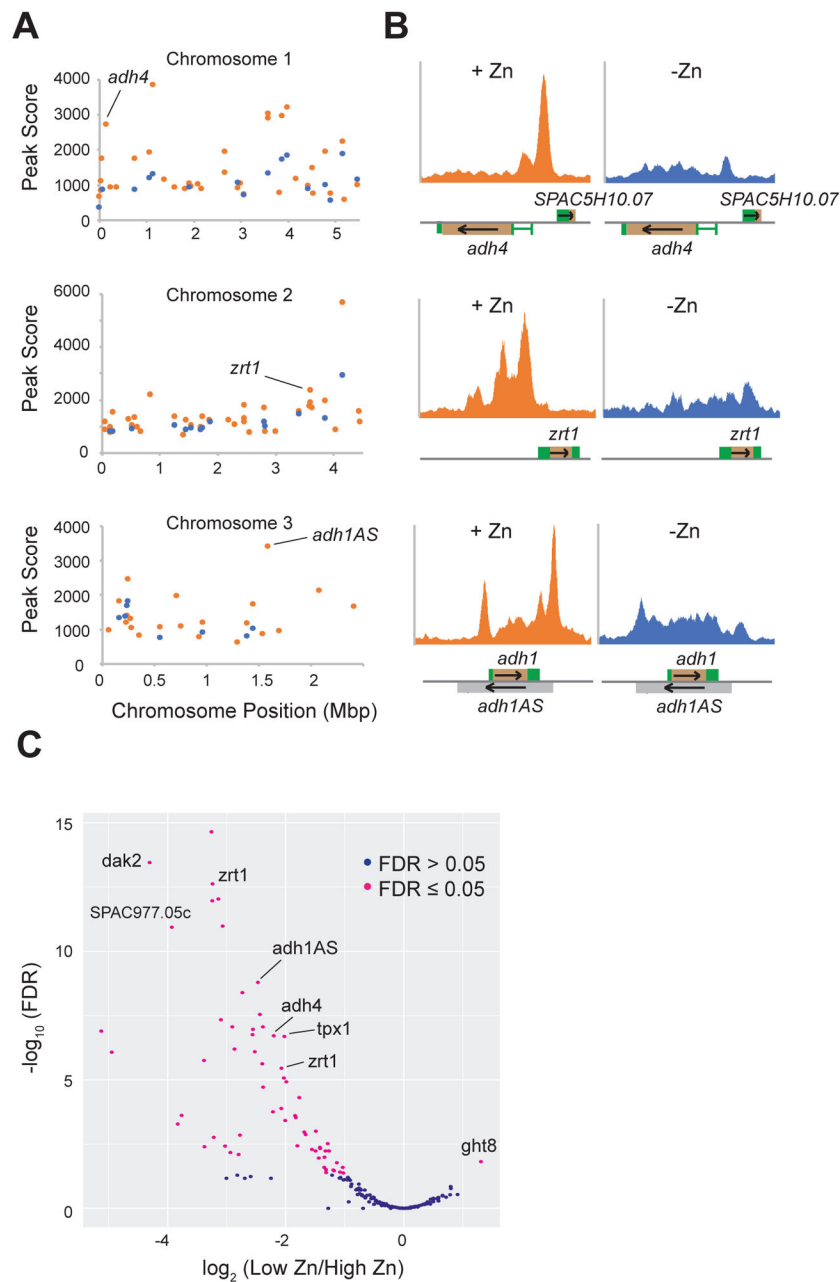 A
Chromosome 1
Peak Score
4000
3000
2000
1000
0
adh4
0 1 2 3 4 5
Chromosome 2
Peak Score
6000
4000
2000
0
zrt1
0 1 2 3 4
Chromosome 3
Peak Score
4000
3000
2000
1000
0
adh1AS
0 0.5 1 1.5 2
Chromosome Position (Mbp)
B
+ Zn -Zn
SPAC5H10.07 SPAC5H10.07
adh4 adh4
+ Zn -Zn
zrt1 zrt1
+ Zn -Zn
adh1 adh1
adh1AS adh1AS
C
-log10 (FDR)
15
10
5
0
dak2
zrt1
SPAC977.05c
adh1AS
adh4
tpx1
zrt1
ght8
FDR > 0.05
FDR ≤ 0.05
-4 -2 0
log2 (Low Zn/High Zn)